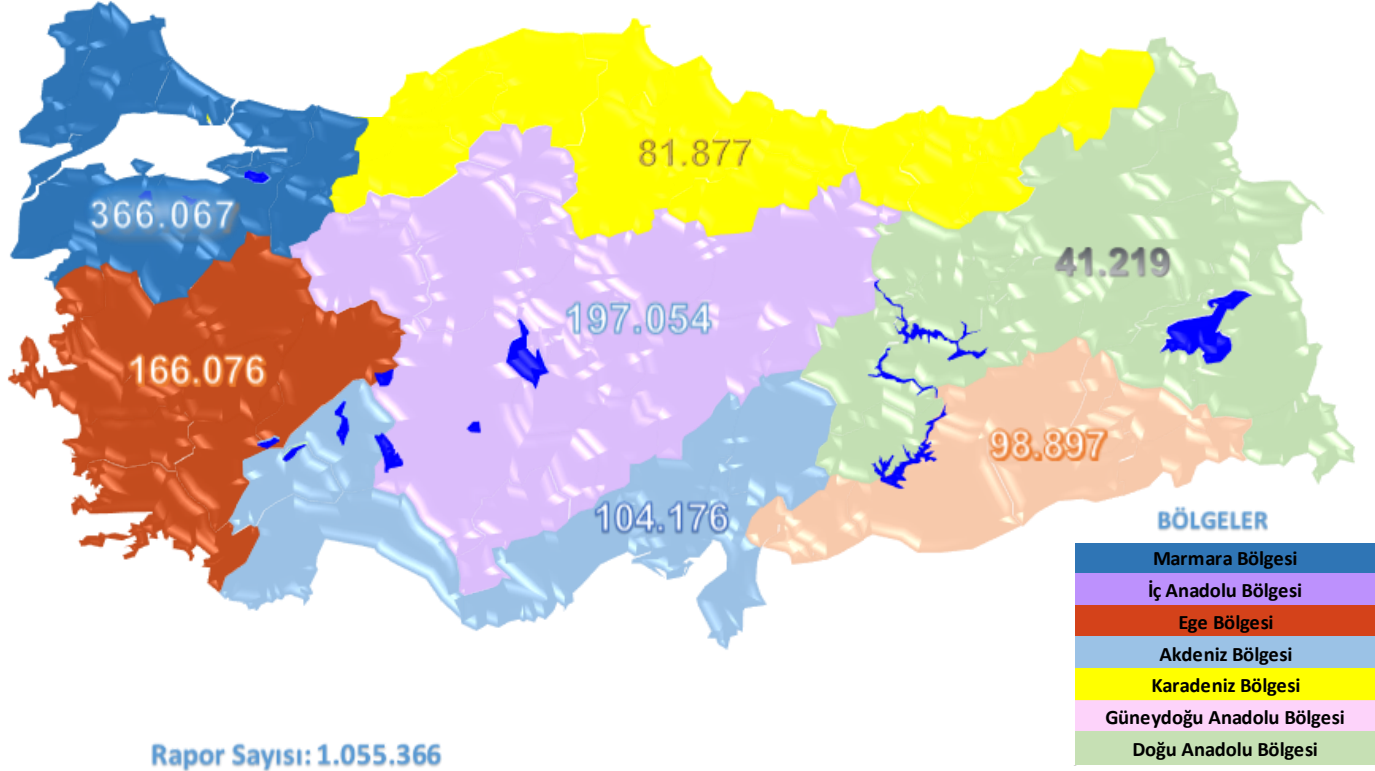 81.877
366.067
41.219
197.054
166.076
98.897
104.176
BÖLGELER
Marmara Bölgesi
İç Anadolu Bölgesi
Ege Bölgesi
Akdeniz Bölgesi
Karadeniz Bölgesi
Güneydoğu Anadolu Bölgesi
Doğu Anadolu Bölgesi
Rapor Sayısı: 1.055.366